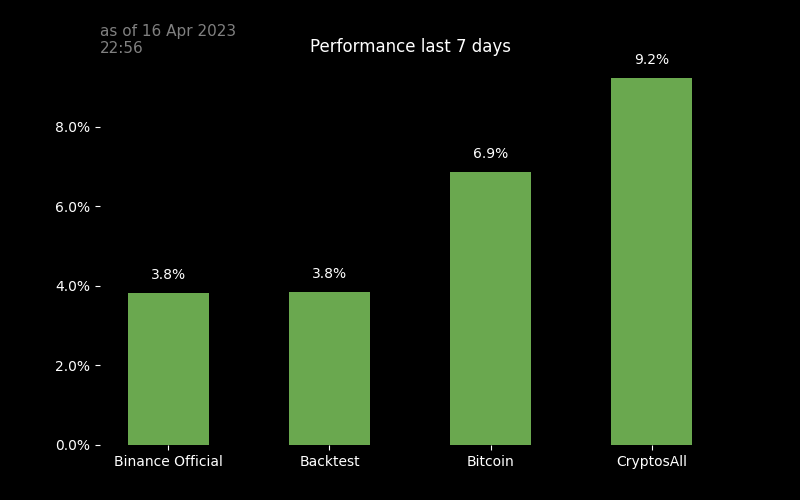 as of 16 Apr 2023
22:56
Performance last 7 days
9.2%
8.0%
6.9%
6.0%
3.8%
3.8%
4.0%
2.0%
0.0%
Binance Official
Backtest
Bitcoin
CryptosAll